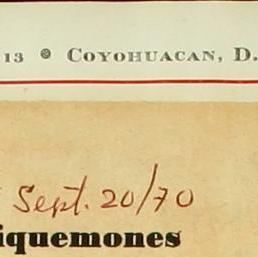 13 • COYOHUACAN, D.
Sept. 20/70
iquemones